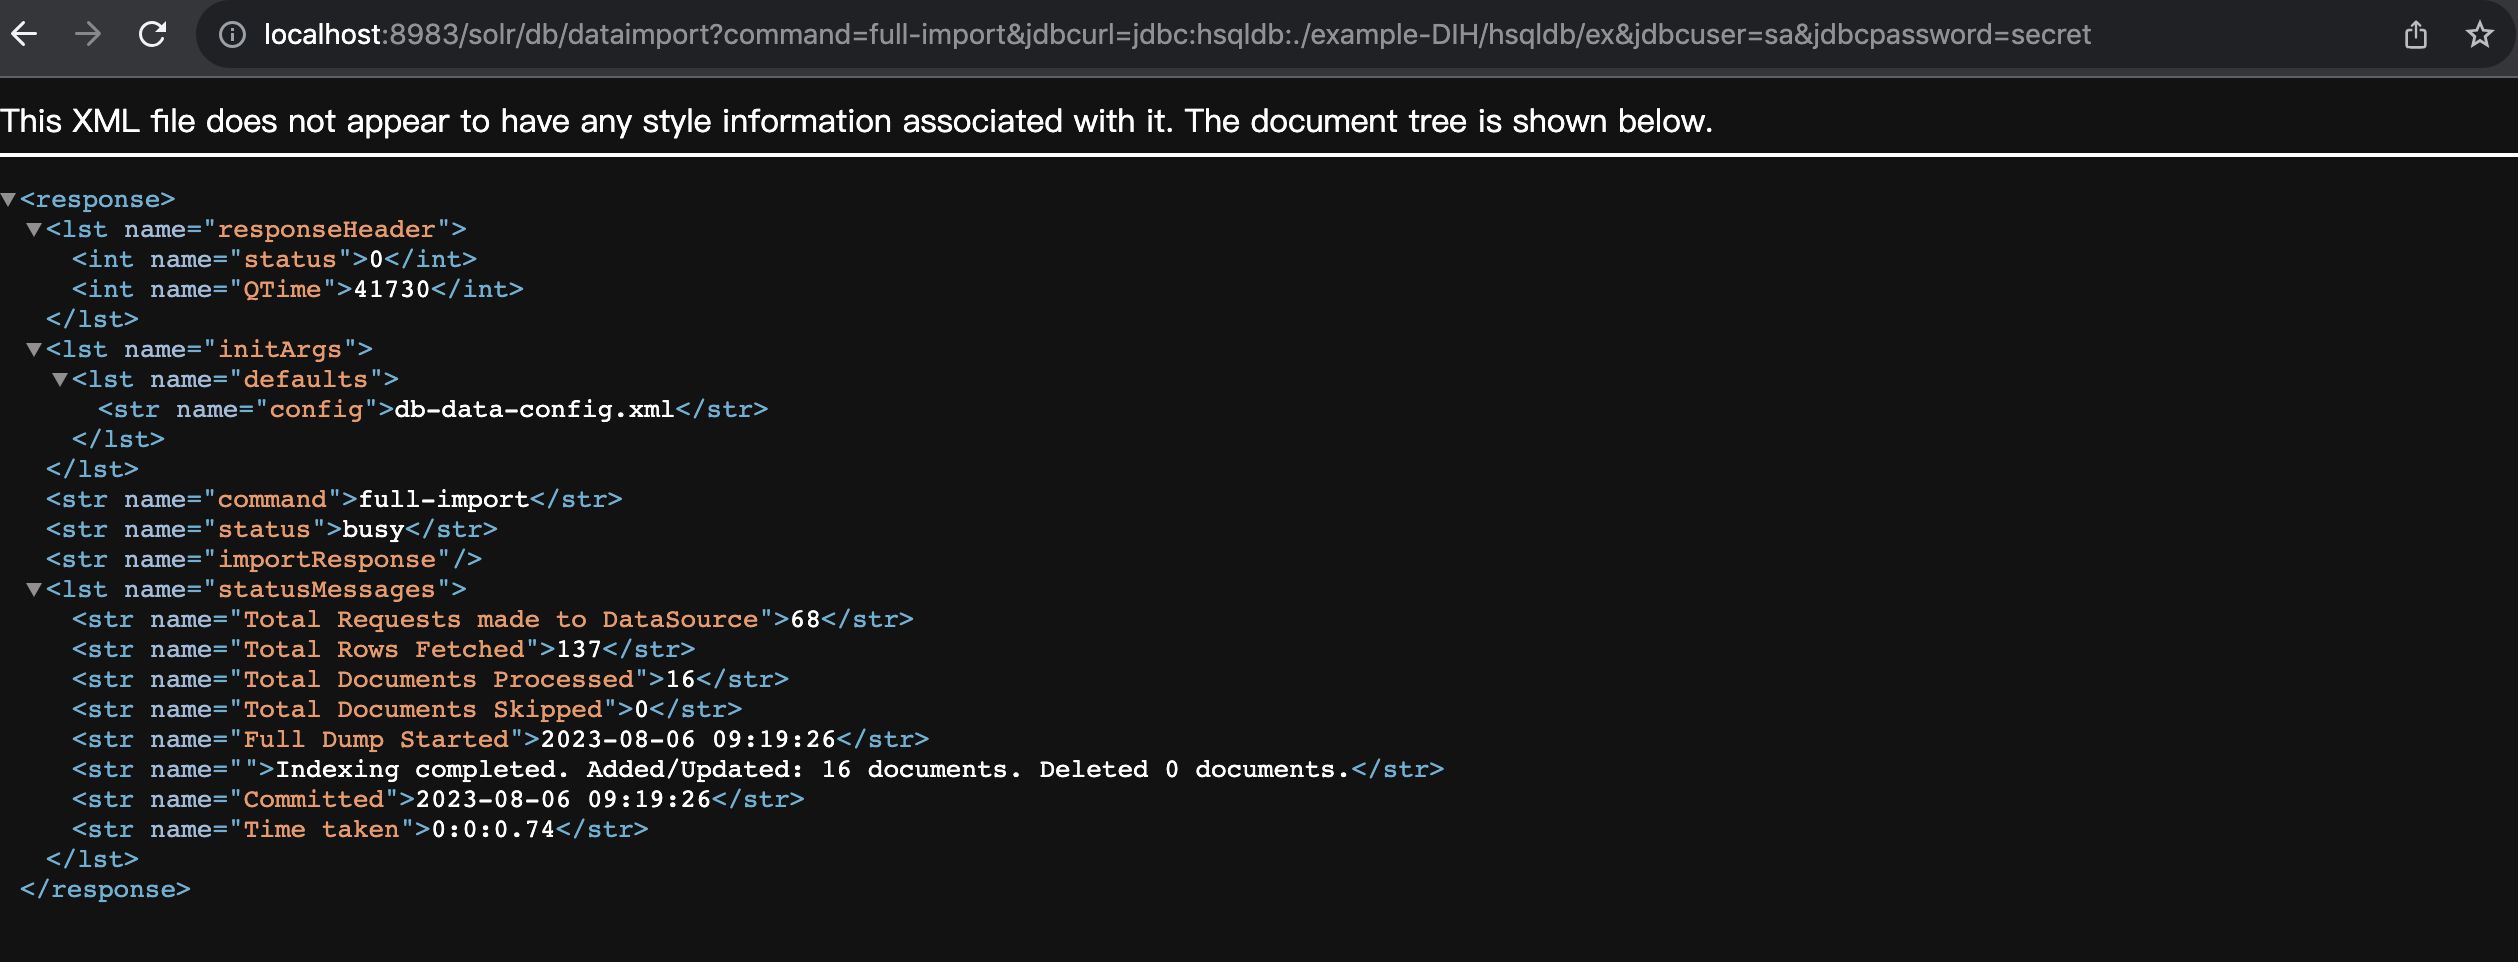 localhost:8983/solr/db/dataimport?command=full-import&jdbcurl=jdbc:hsqldb:./example-DIH/hsqldb/ex&jdbcuser=sa&jdbcpassword=secret
This XML file does not appear to have any style information associated with it. The document tree is shown below.
▼<response>
▼<lst name="responseHeader">
<int name="status">0</int>
<int name="QTime">41730</int>
</lst>
▼<lst name="initArgs">
▼<lst name="defaults">
<str name="config">db-data-config.xml</str>
</lst>
</lst>
<str name="command">full-import</str>
<str name="status">busy</str>
<str name="importResponse"/>
▼<lst name="statusMessages">
<str name="Total Requests made to DataSource">68</str>
<str name="Total Rows Fetched">137</str>
<str name="Total Documents Processed">16</str>
<str name="Total Documents Skipped">0</str>
<str name="Full Dump Started">2023-08-06 09:19:26</str>
<str name="">Indexing completed. Added/Updated: 16 documents. Deleted 0 documents.</str>
<str name="Committed">2023-08-06 09:19:26</str>
<str name="Time taken">0:0:0.74</str>
</lst>
</response>